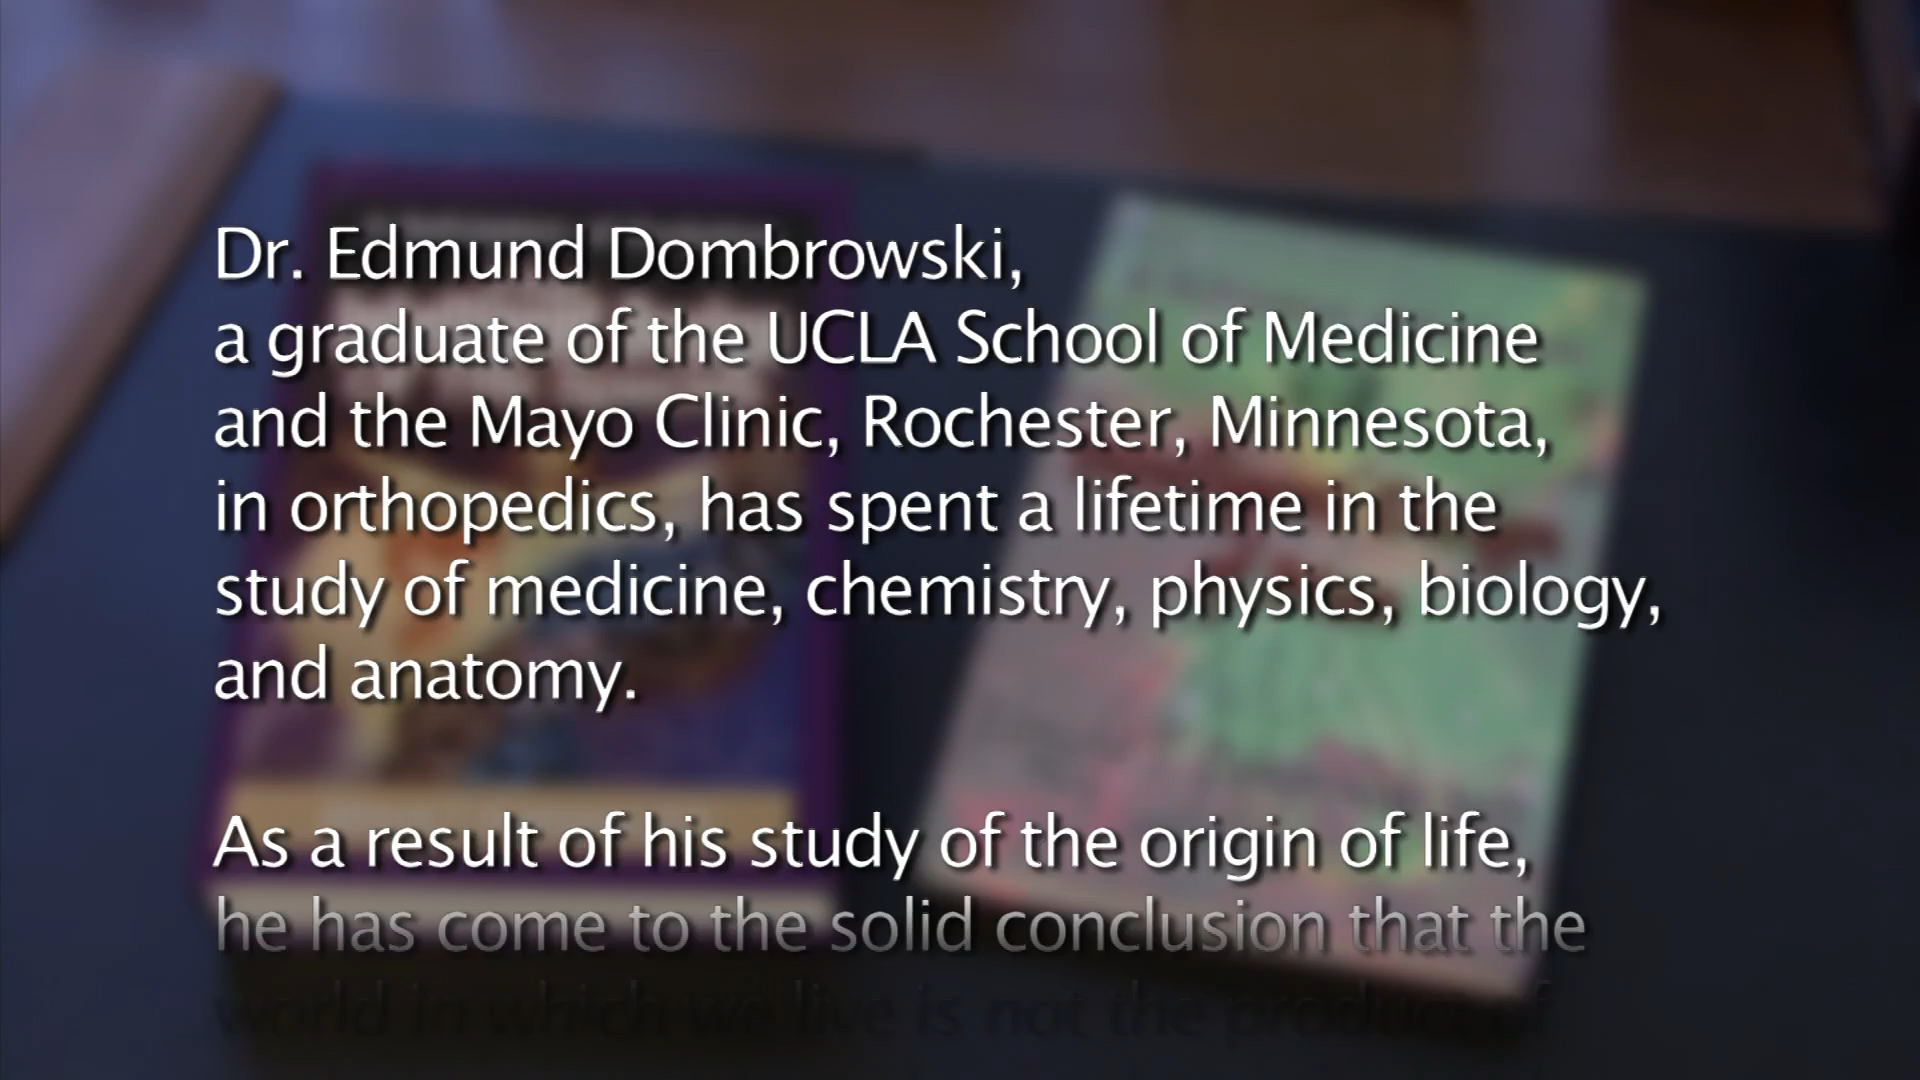 Dr. Edmund Dombrowski,
a graduate of the UCLA School of Medicine
and the Mayo Clinic, Rochester, Minnesota,
in orthopedics, has spent a lifetime in the
study of medicine, chemistry, physics, biology,
and anatomy.
As a result of his study of the origin of life,
he has come to the solid conclusion that the
world in which we live is not the product of